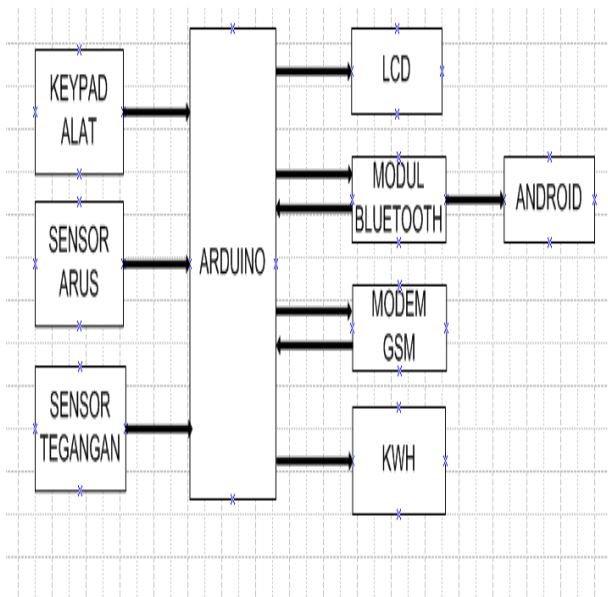 KEYPAD
ALAT
SENSOR
ARUS
SENSOR
TEGANGAN
ARDUINO
LCD
MODUL
BLUETOOTH
ANDROID
MODEM
GSM
KWH